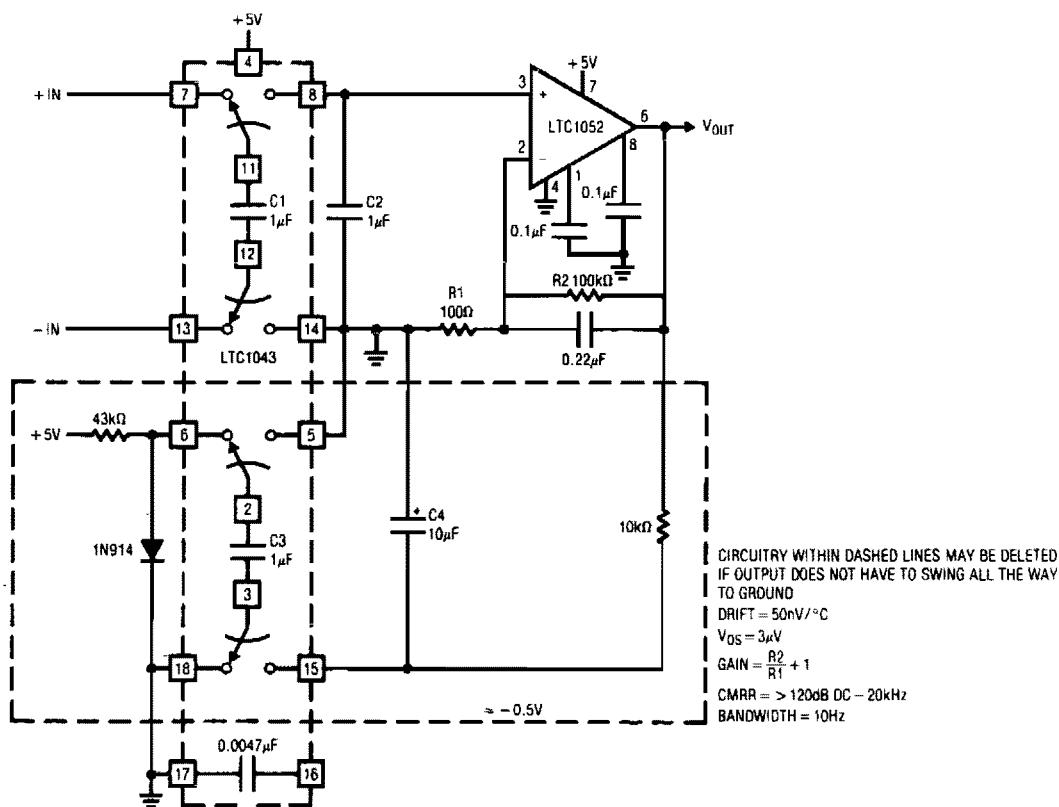 +5V
4
+IN
7
8
11
C1
1µF
12
C2
1µF
-IN
13
14
LTC1043
3
+
2
−
LTC1052
+5V
7
6
8
1
4
VOUT
0.1µF
0.1µF
R1
100Ω
R2 100kΩ
0.22µF
+5V
43kΩ
6
5
2
C3
1µF
3
1N914
18
15
+
C4
10µF
10kΩ
≈ -0.5V
17
0.0047µF
16
CIRCUITRY WITHIN DASHED LINES MAY BE DELETED
IF OUTPUT DOES NOT HAVE TO SWING ALL THE WAY
TO GROUND
DRIFT = 50nV/°C
VOS = 3µV
GAIN = R2/R1 + 1
CMRR = > 120dB DC – 20kHz
BANDWIDTH = 10Hz